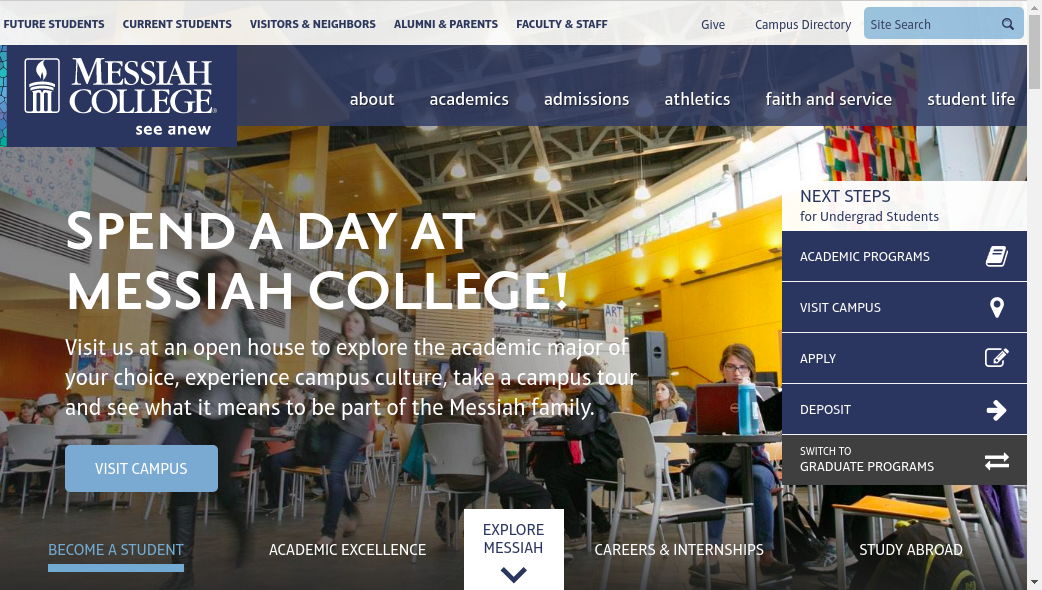 FUTURE STUDENTS CURRENT STUDENTS VISITORS & NEIGHBORS ALUMNI & PARENTS FACULTY & STAFF Give Campus Directory Site Search
MESSIAH
COLLEGE®
see anew
about academics admissions athletics faith and service student life
SPEND A DAY AT
MESSIAH COLLEGE!
Visit us at an open house to explore the academic major of
your choice, experience campus culture, take a campus tour
and see what it means to be part of the Messiah family.
VISIT CAMPUS
NEXT STEPS
for Undergrad Students
ACADEMIC PROGRAMS
VISIT CAMPUS
APPLY
DEPOSIT
SWITCH TO
GRADUATE PROGRAMS
ART
BECOME A STUDENT ACADEMIC EXCELLENCE EXPLORE
MESSIAH CAREERS & INTERNSHIPS STUDY ABROAD